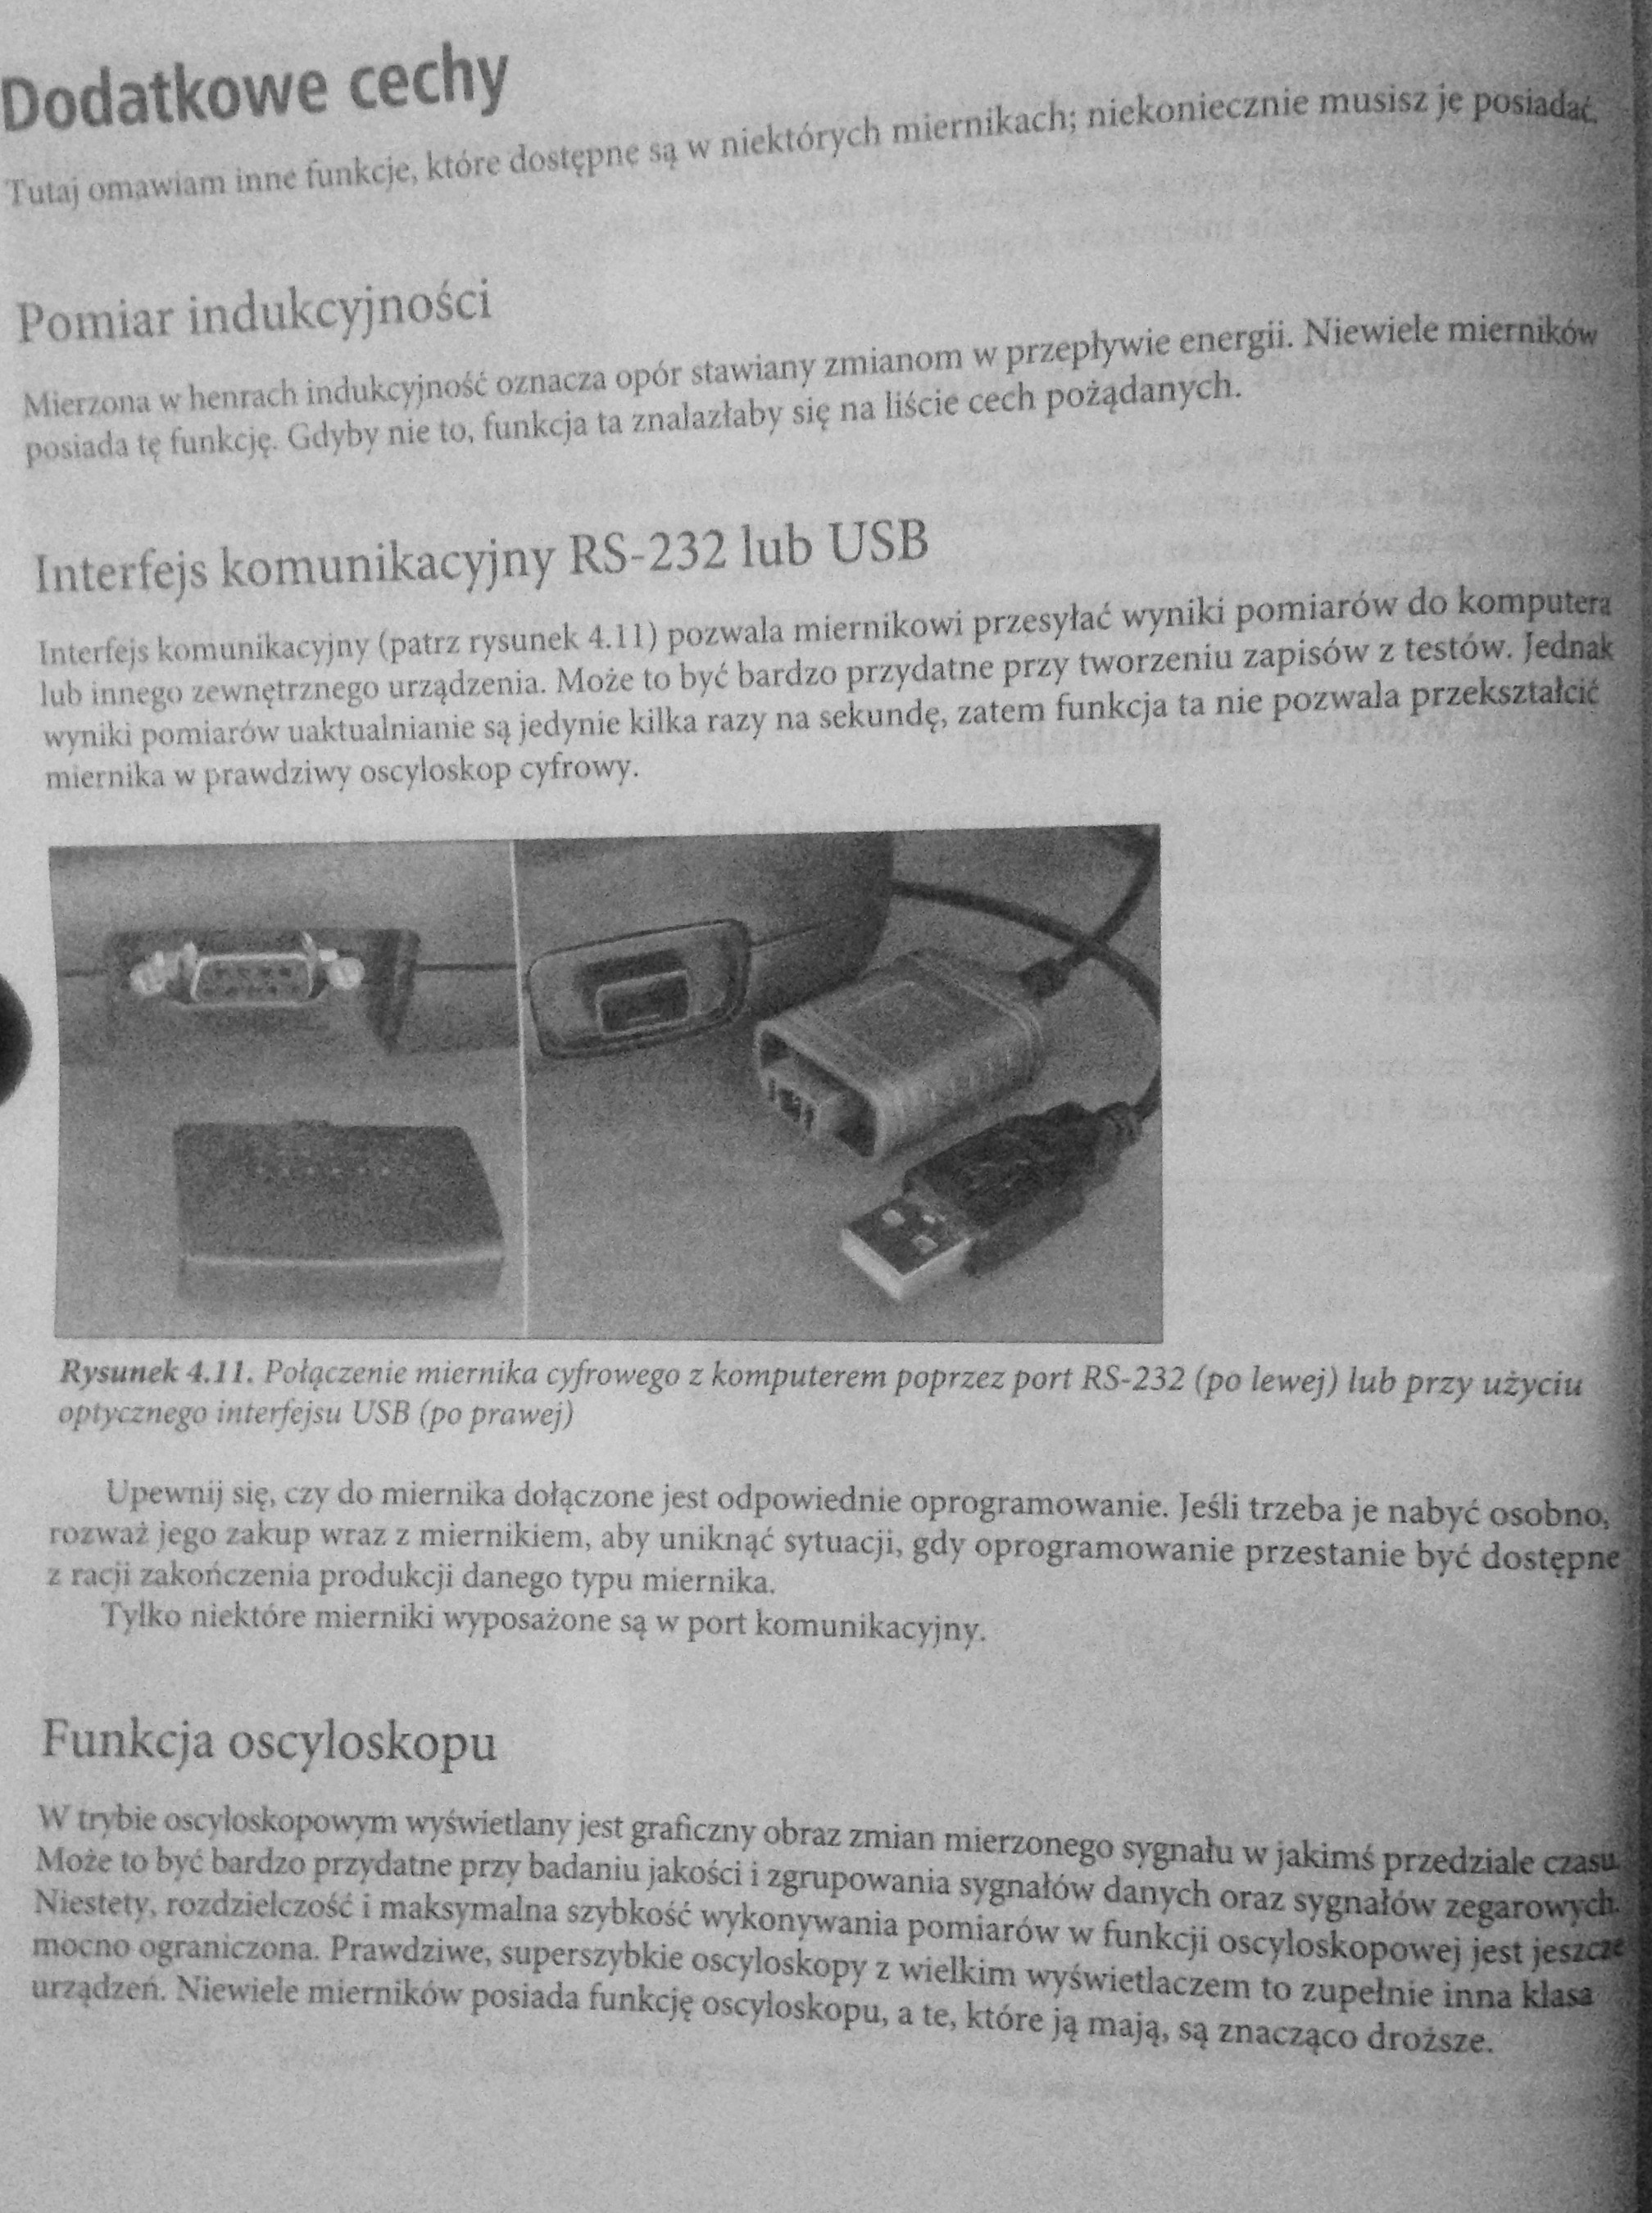 Dodatkowe cechy
Tutaj omawiam inne funkcje, które dostępne są w niektórych miernikach; niekoniecznie musisz je posiadać.
Pomiar indukcyjności
Mierzona w henrach indukcyjność oznacza opór stawiany zmianom w przepływie energii. Niewiele mierników
posiada tę funkcję. Gdyby nie to, funkcja ta znalazłaby się na liście cech pożądanych.
Interfejs komunikacyjny RS-232 lub USB
Interfejs komunikacyjny (patrz rysunek 4.11) pozwala miernikowi przesyłać wyniki pomiarów do komputera
lub innego zewnętrznego urządzenia. Może to być bardzo przydatne przy tworzeniu zapisów z testów. Jednak
wyniki pomiarów uaktualnianie są jedynie kilka razy na sekundę, zatem funkcja ta nie pozwala przekształcić
miernika w prawdziwy oscyloskop cyfrowy.
Rysunek 4.11. Połączenie miernika cyfrowego z komputerem poprzez port RS-232 (po lewej) lub przy użyciu
optycznego interfejsu USB (po prawej)
Upewnij się, czy do miernika dołączone jest odpowiednie oprogramowanie. Jeśli trzeba je nabyć osobno,
rozważ jego zakup wraz z miernikiem, aby uniknąć sytuacji, gdy oprogramowanie przestanie być dostępne
z racji zakończenia produkcji danego typu miernika.
Tylko niektóre mierniki wyposażone są w port komunikacyjny.
Funkcja oscyloskopu
W trybie oscyloskopowym wyświetlany jest graficzny obraz zmian mierzonego sygnału w jakimś przedziale czasu.
Może to być bardzo przydatne przy badaniu jakości i zgrupowania sygnałów danych oraz sygnałów zegarowych.
Niestety, rozdzielczość i maksymalna szybkość wykonywania pomiarów w funkcji oscyloskopowej jest jeszcze
mocno ograniczona. Prawdziwe, superszybkie oscyloskopy z wielkim wyświetlaczem to zupełnie inna klasa
urządzeń. Niewiele mierników posiada funkcję oscyloskopu, a te, które ją mają, są znacząco droższe.